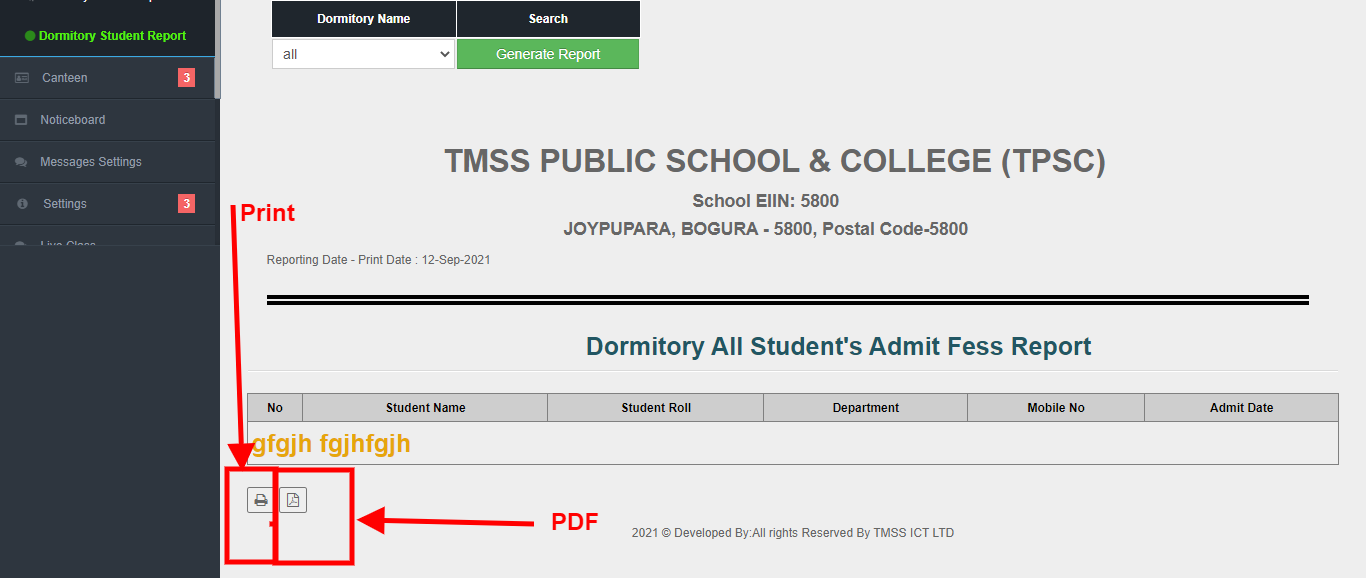 Dormitory Name Search
Dormitory Student Report
all Generate Report
Canteen 3
Noticeboard
TMSS PUBLIC SCHOOL & COLLEGE (TPSC)
Messages Settings
School EIIN: 5800
Settings 3
Print
JOYPUPARA, BOGURA - 5800, Postal Code-5800
Live Class
Reporting Date - Print Date : 12-Sep-2021
Dormitory All Student's Admit Fess Report
No Student Name Student Roll Department Mobile No Admit Date
gfgjh fgjhfgjh
PDF
2021 © Developed By:All rights Reserved By TMSS ICT LTD